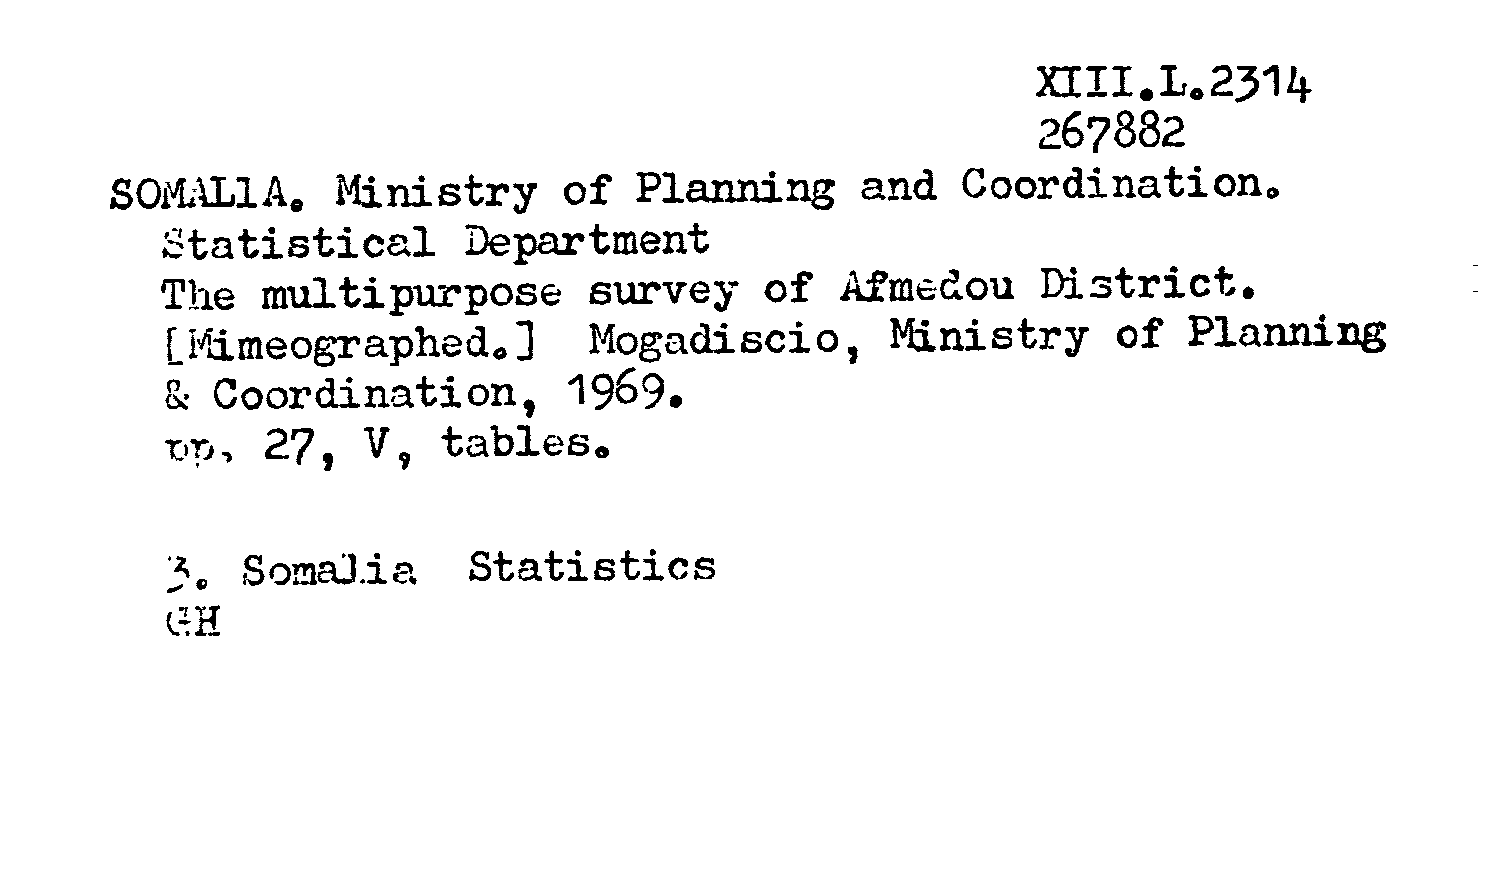 XIII.L.2314
267882
SOMALIA. Ministry of Planning and Coordination.
Statistical Department
The multipurpose survey of Afmedou District.
[Mimeographed.] Mogadiscio, Ministry of Planning
& Coordination, 1969.
pp. 27, V, tables.
3. Somalia Statistics
GH